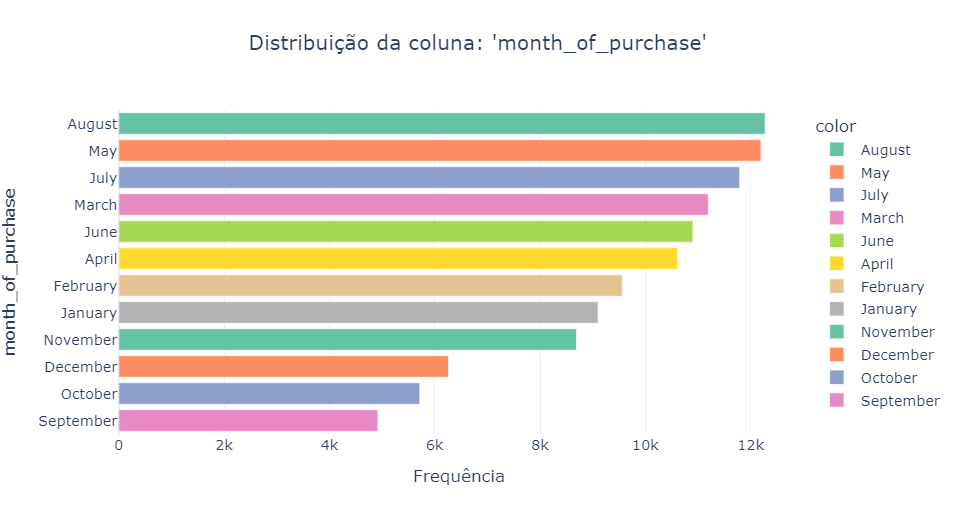 Distribuição da coluna: 'month_of_purchase'
month_of_purchase
August
May
July
March
June
April
February
January
November
December
October
September
0 2k 4k 6k 8k 10k 12k
Frequência
color
August
May
July
March
June
April
February
January
November
December
October
September